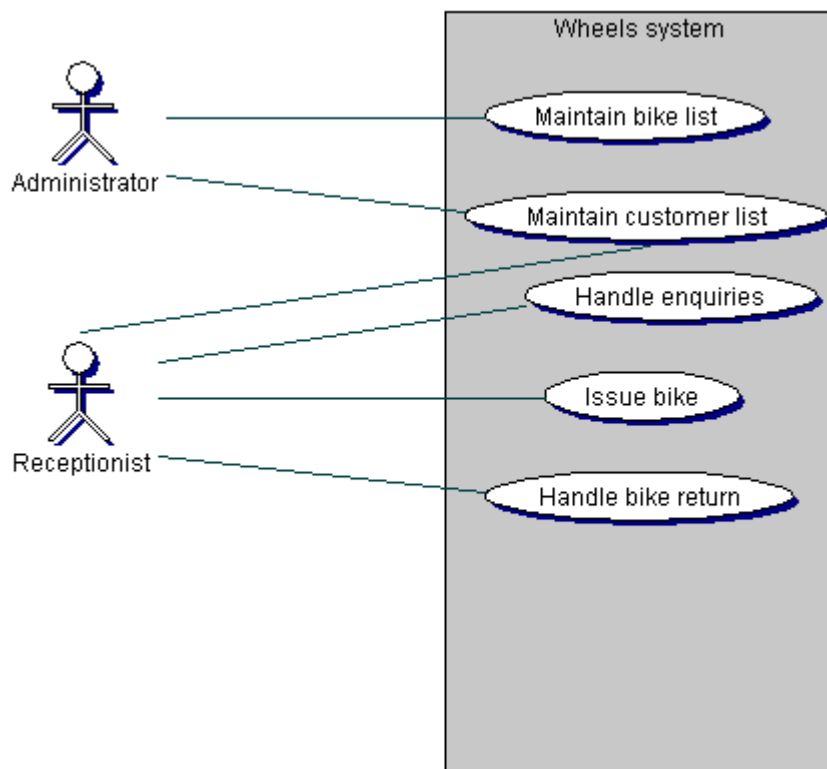 Wheels system
Maintain bike list
Administrator
Maintain customer list
Handle enquiries
Issue bike
Receptionist
Handle bike return